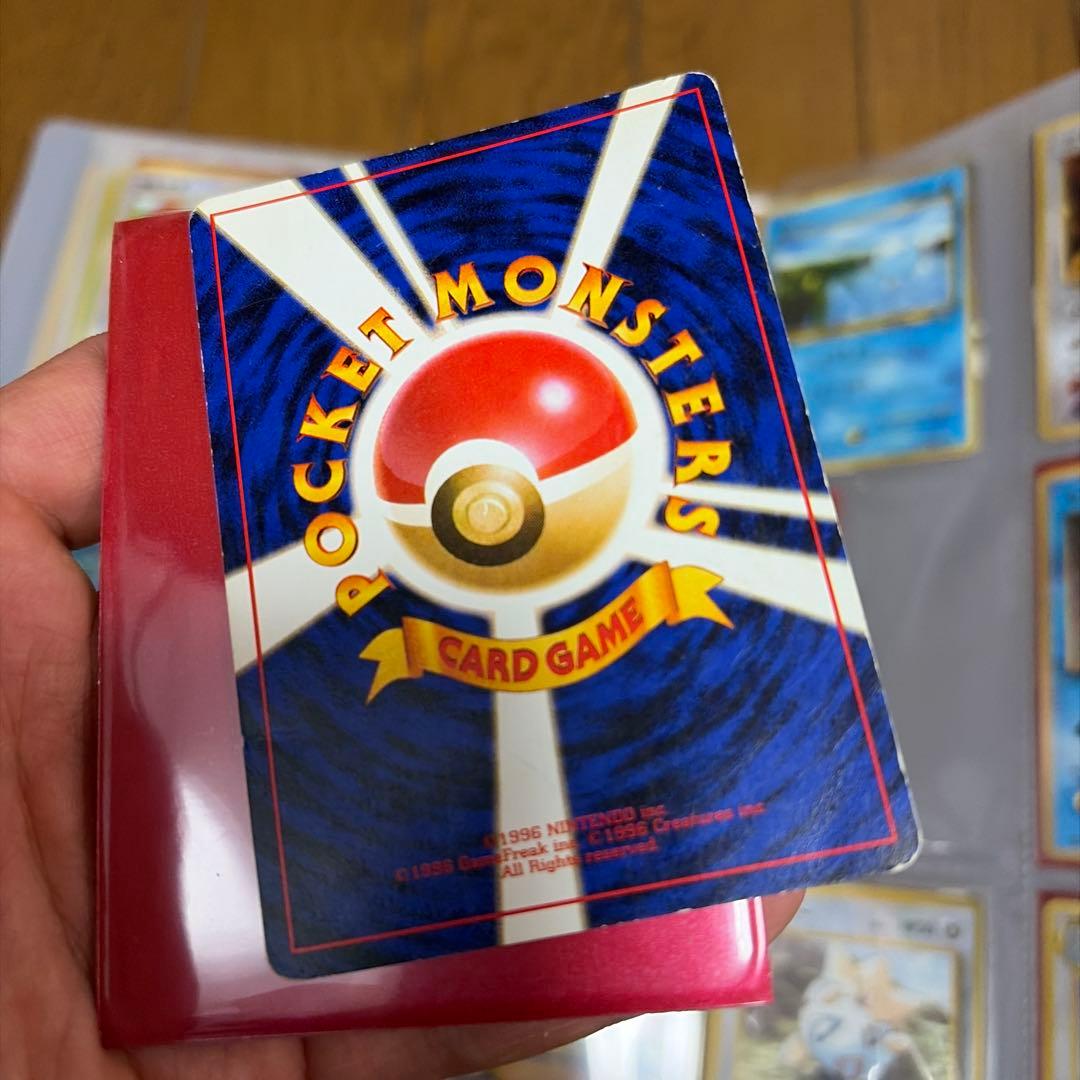 POCKET MONSTERS
CARD GAME
©1996 NINTENDO inc
©1996 GameFreak inc ©1996 Creatures inc
All Rights reserved.